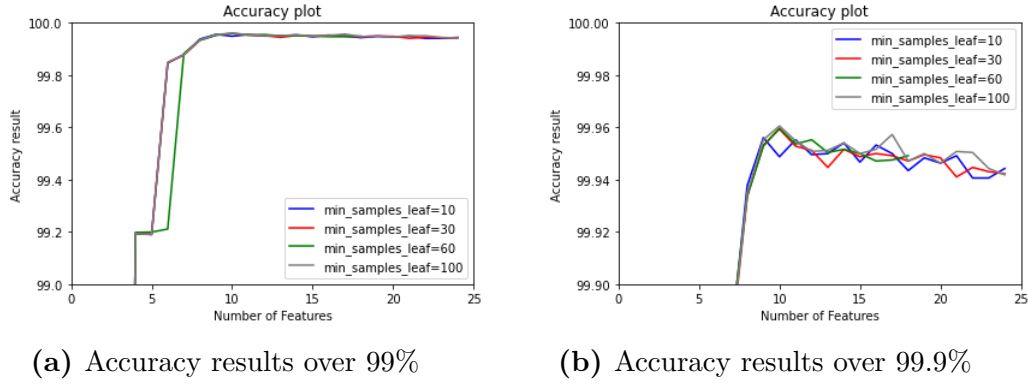 Accuracy plot
100.00
99.8
99.6
99.4
99.2
99.0
Accuracy result
min_samples_leaf=10
min_samples_leaf=30
min_samples_leaf=60
min_samples_leaf=100
0 5 10 15 20 25
Number of Features
(a) Accuracy results over 99%
Accuracy plot
100.00
99.98
99.96
99.94
99.92
99.90
Accuracy result
min_samples_leaf=10
min_samples_leaf=30
min_samples_leaf=60
min_samples_leaf=100
0 5 10 15 20 25
Number of Features
(b) Accuracy results over 99.9%